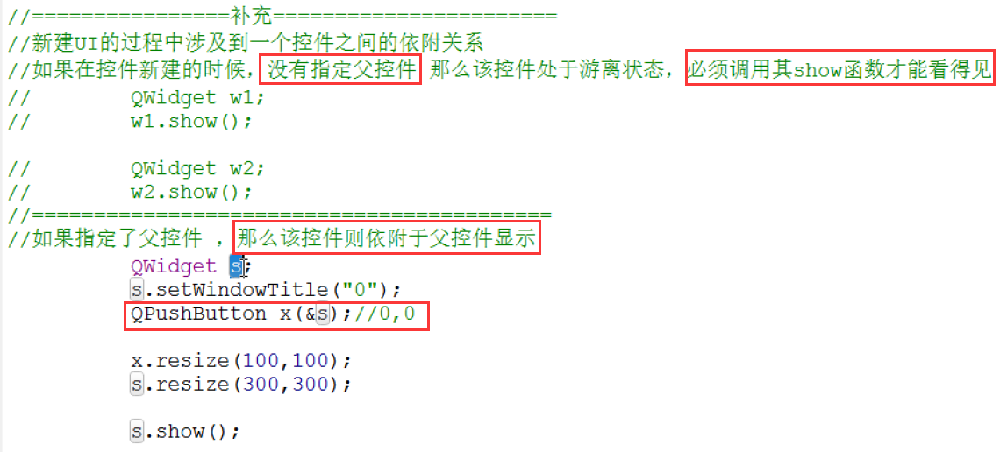 //================补充=======================
//新建UI的过程中涉及到一个控件之间的依附关系
//如果在控件新建的时候，没有指定父控件 那么该控件处于游离状态，必须调用其show函数才能看得见
// QWidget w1;
// w1.show();
// QWidget w2;
// w2.show();
//==========================================
//如果指定了父控件 ，那么该控件则依附于父控件显示
QWidget s;
s.setWindowTitle("0");
QPushButton x(&s);//0,0
x.resize(100,100);
s.resize(300,300);
s.show();